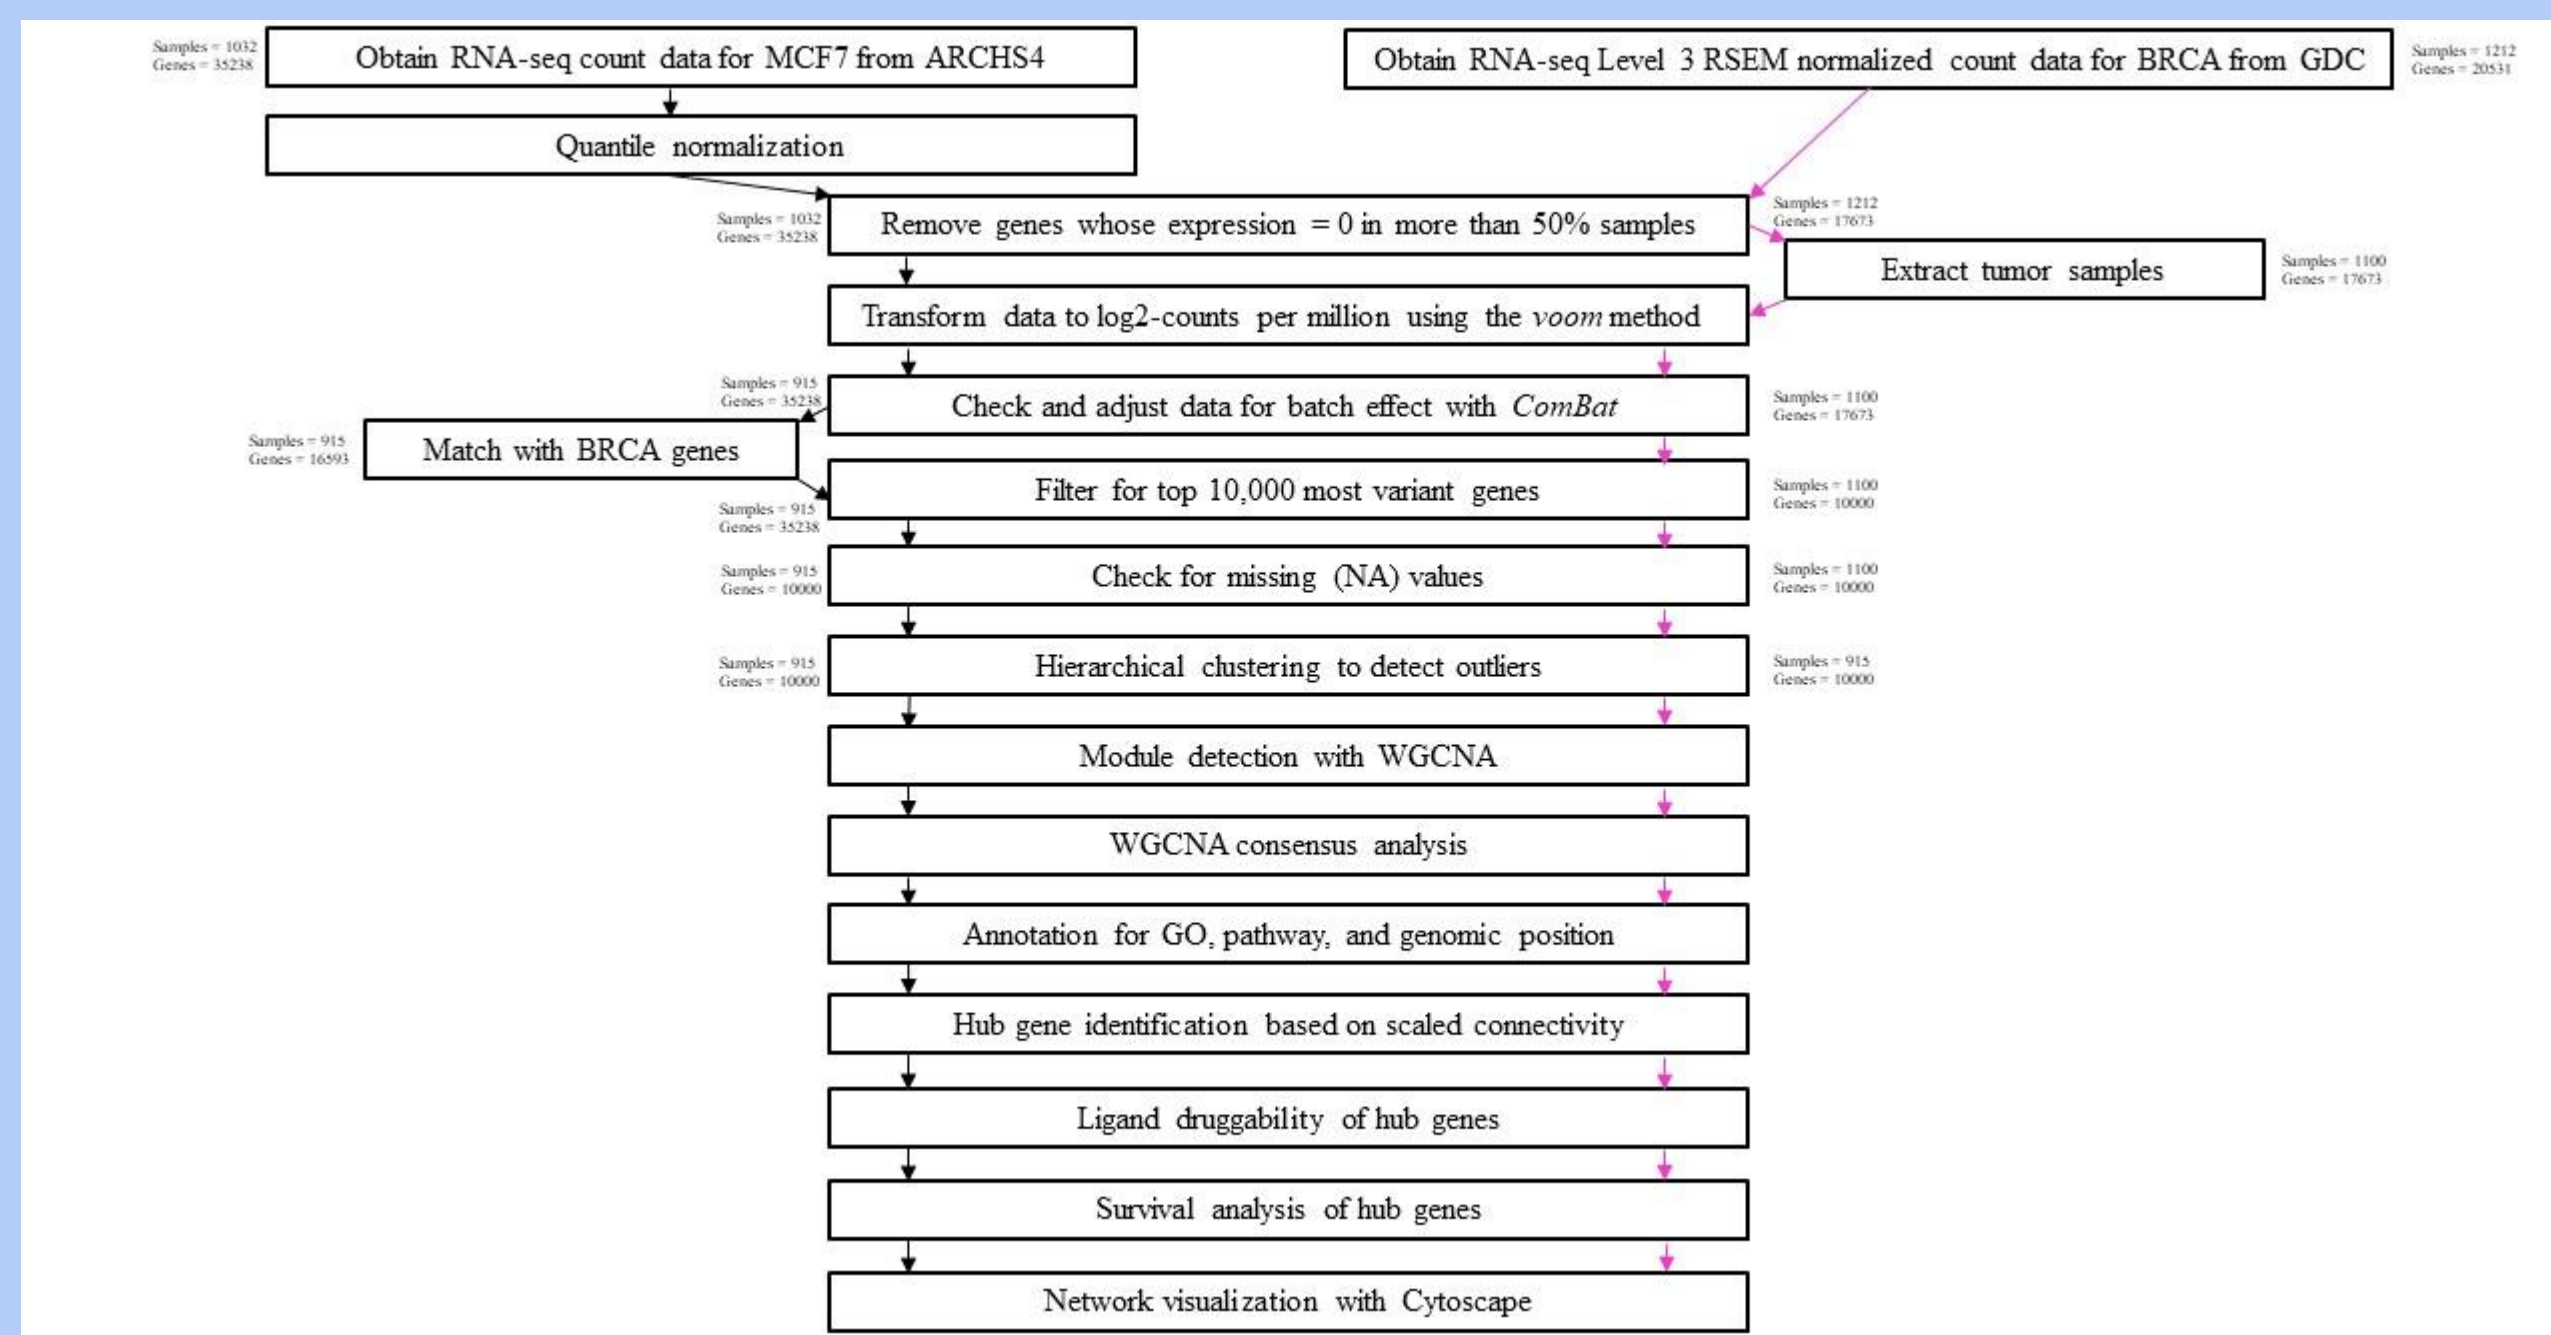 Samples = 1032
Genes = 35238
Obtain RNA-seq count data for MCF7 from ARCHS4
Obtain RNA-seq Level 3 RSEM normalized count data for BRCA from GDC
Samples = 1212
Genes = 20531
Quantile normalization
Samples = 1032
Genes = 35238
Remove genes whose expression = 0 in more than 50% samples
Samples = 1212
Genes = 17673
Extract tumor samples
Samples = 1100
Genes = 17673
Transform data to log2-counts per million using the voom method
Samples = 915
Genes = 35238
Check and adjust data for batch effect with ComBat
Samples = 1100
Genes = 17673
Samples = 915
Genes = 16593
Match with BRCA genes
Filter for top 10,000 most variant genes
Samples = 1100
Genes = 10000
Samples = 915
Genes = 35238
Samples = 915
Genes = 10000
Check for missing (NA) values
Samples = 1100
Genes = 10000
Samples = 915
Genes = 10000
Hierarchical clustering to detect outliers
Samples = 915
Genes = 10000
Module detection with WGCNA
WGCNA consensus analysis
Annotation for GO, pathway, and genomic position
Hub gene identification based on scaled connectivity
Ligand druggability of hub genes
Survival analysis of hub genes
Network visualization with Cytoscape